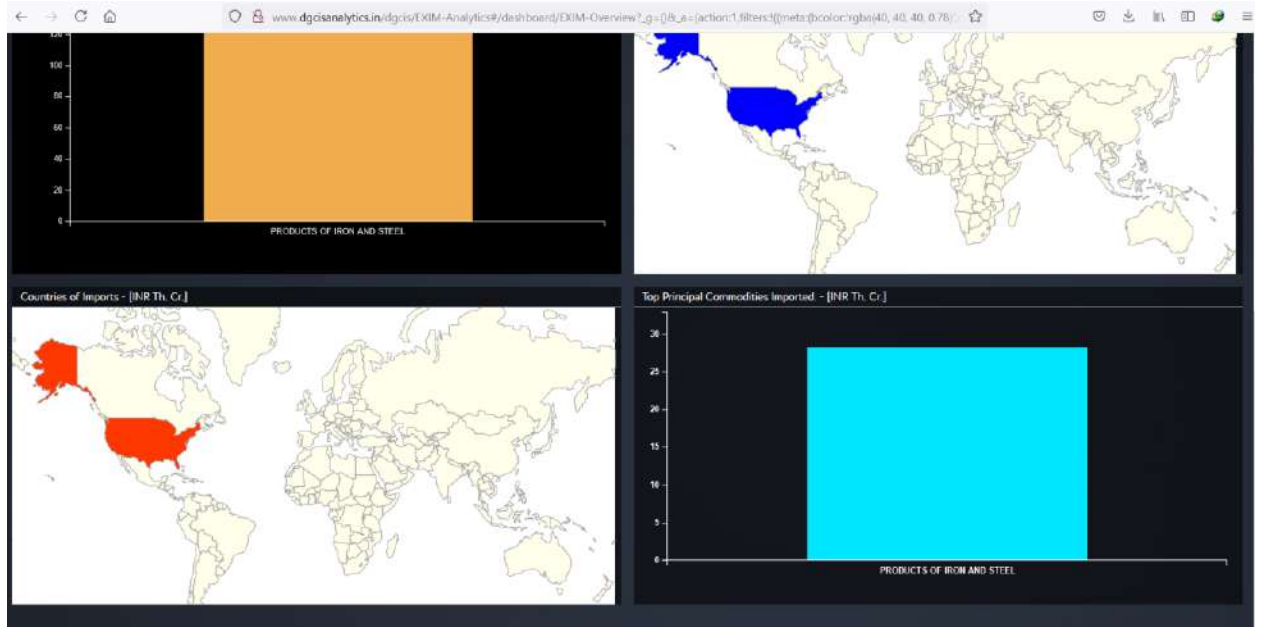 www.dgcisanalytics.in/dgcis/EXIM-Analytics#/dashboard/EXIM-Overview?_g=()&_a=(action:1,filters:!((meta:(bcolor:'rgba(40, 40, 40, 0.78)'
120
100
80
60
40
20
0
PRODUCTS OF IRON AND STEEL
Countries of Imports - [INR Th. Cr.]
Top Principal Commodities Imported. - [INR Th. Cr.]
30
25
20
15
10
5
0
PRODUCTS OF IRON AND STEEL